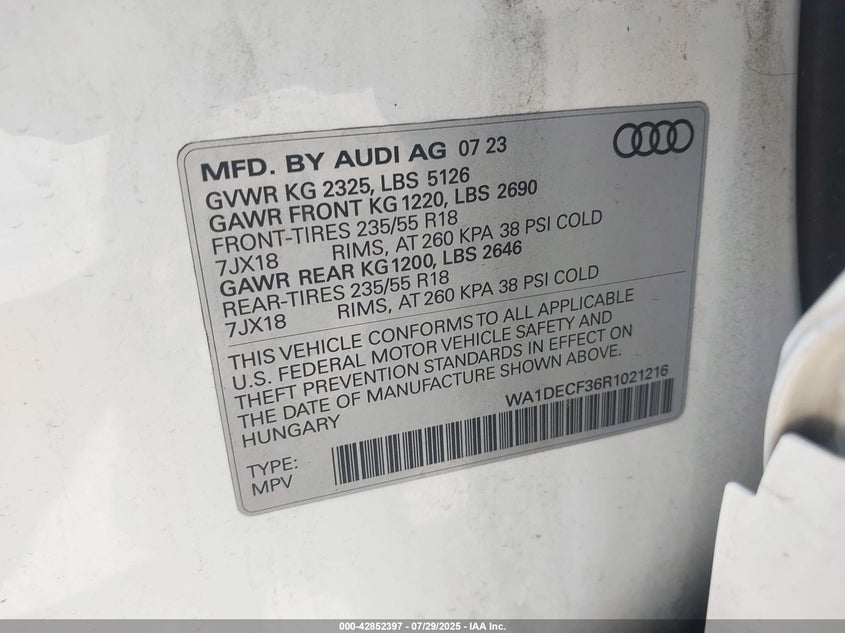 MFD. BY AUDI AG 07 23
GVWR KG 2325, LBS 5126
GAWR FRONT KG 1220, LBS 2690
FRONT-TIRES 235/55 R18
7JX18 RIMS, AT 260 KPA 38 PSI COLD
GAWR REAR KG 1200, LBS 2646
REAR-TIRES 235/55 R18
7JX18 RIMS, AT 260 KPA 38 PSI COLD
THIS VEHICLE CONFORMS TO ALL APPLICABLE
U.S. FEDERAL MOTOR VEHICLE SAFETY AND
THEFT PREVENTION STANDARDS IN EFFECT ON
THE DATE OF MANUFACTURE SHOWN ABOVE.
HUNGARY WA1DECF36R1021216
TYPE:
MPV
000-42852397 - 07/29/2025 - IAA Inc.